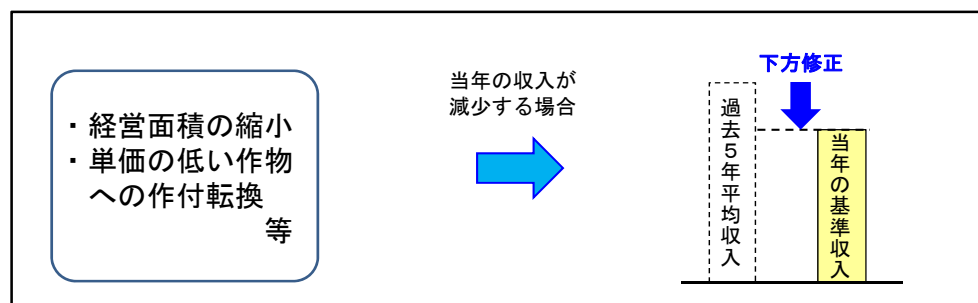 ・経営面積の縮小
・単価の低い作物
への作付転換
等
当年の収入が
減少する場合
下方修正
過去５年平均収入
当年の基準収入